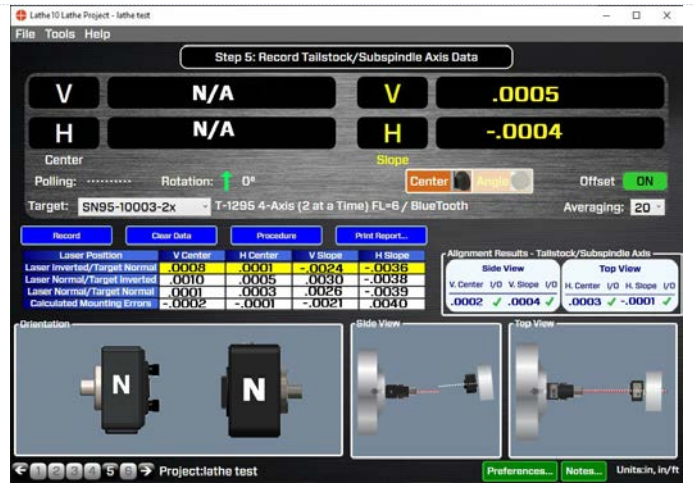 Lathe10 Lathe Project - lathe test
File Tools Help
Step 5: Record Tailstock/Subspindle Axis Data
V N/A V .0005
H N/A H -.0004
Center Slope
Polling: ---------- Rotation: 0° Center Angle Offset ON
Target: SN95-10003-2x T-1295 4-Axis (2 at a Time) FL=6 / BlueTooth Averaging: 20
Record Clear Data Procedure Print Report...
Laser Position V Center H Center V Slope H Slope
Laser Inverted/Target Normal .0008 .0001 -.0024 -.0036
Laser Normal/Target Inverted .0010 .0005 .0030 -.0038
Laser Normal/Target Normal .0001 .0003 .0026 -.0039
Calculated Mounting Errors -.0002 -.0001 -.0021 .0040
Alignment Results - Tailstock/Subspindle Axis
Side View Top View
V. Center I/O V. Slope I/O H. Center I/O H. Slope I/O
.0002 ✓ .0004 ✓ .0003 ✓ -.0001 ✓
Orientation Side View Top View
N N
1 2 3 4 5 6 Project:lathe test Preferences... Notes... Units:in, in/ft